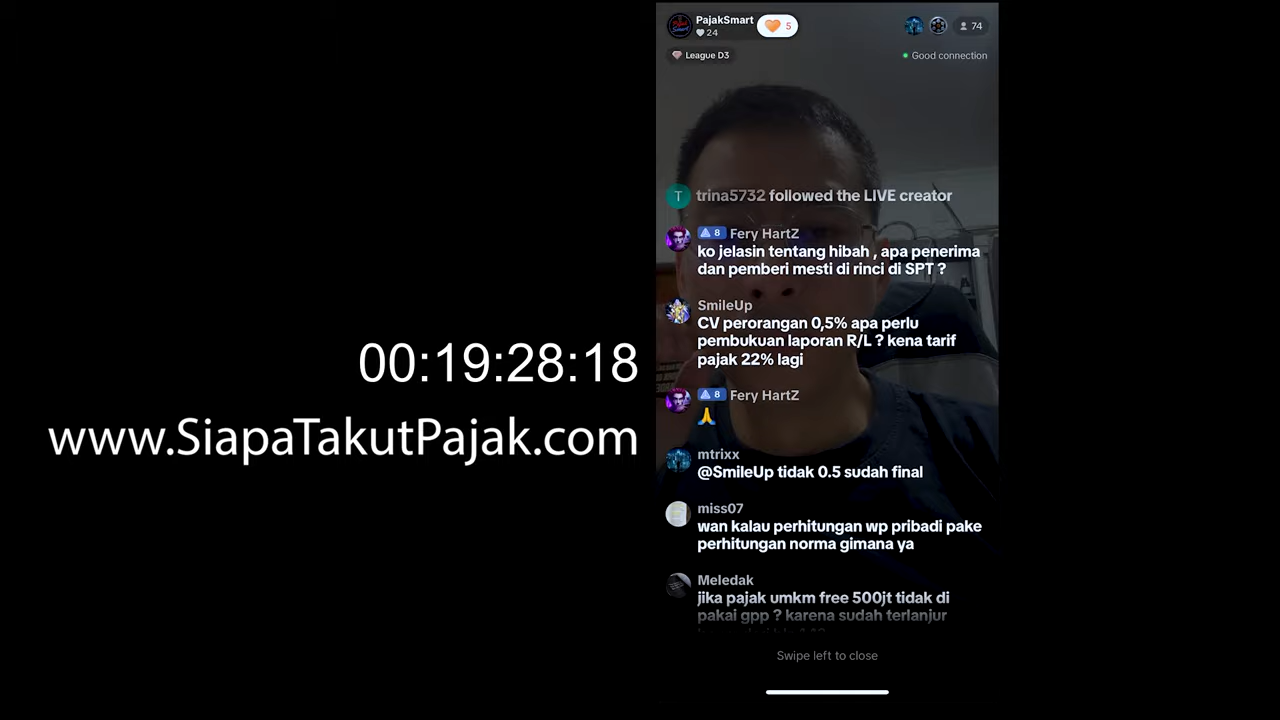 PajakSmart
24
5
74
League D3
Good connection
T
trina5732 followed the LIVE creator
8 Fery HartZ
ko jelasin tentang hibah , apa penerima
dan pemberi mesti di rinci di SPT ?
SmileUp
CV perorangan 0,5% apa perlu
pembukuan laporan R/L ? kena tarif
pajak 22% lagi
8 Fery HartZ
🙏
mtrixx
@SmileUp tidak 0.5 sudah final
miss07
wan kalau perhitungan wp pribadi pake
perhitungan norma gimana ya
Meledak
jika pajak umkm free 500jt tidak di
pakai gpp ? karena sudah terlanjur
Swipe left to close
00:19:28:18
www.SiapaTakutPajak.com